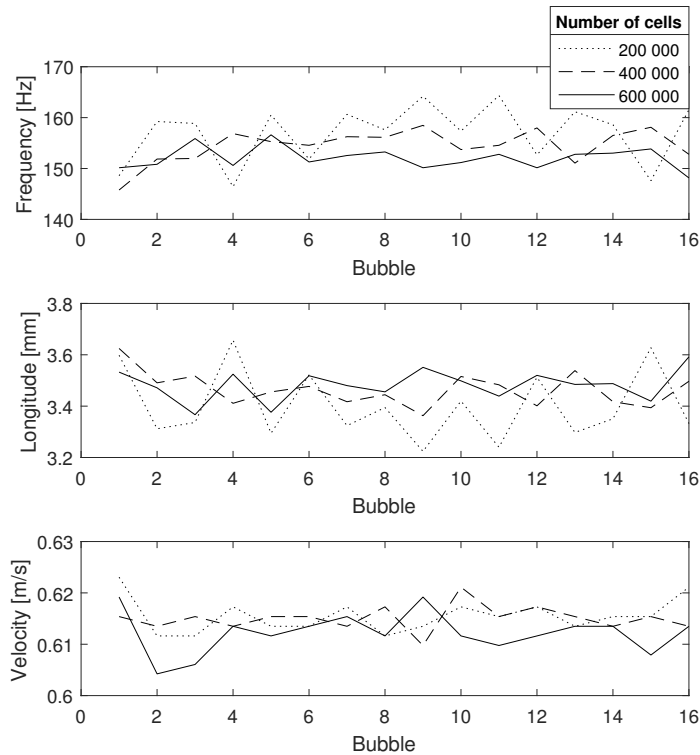 Number of cells
200 000
400 000
600 000
170
160
150
140
Frequency [Hz]
0 2 4 6 8 10 12 14 16
Bubble
3.8
3.6
3.4
3.2
Longitude [mm]
0 2 4 6 8 10 12 14 16
Bubble
0.63
0.62
0.61
0.6
Velocity [m/s]
0 2 4 6 8 10 12 14 16
Bubble